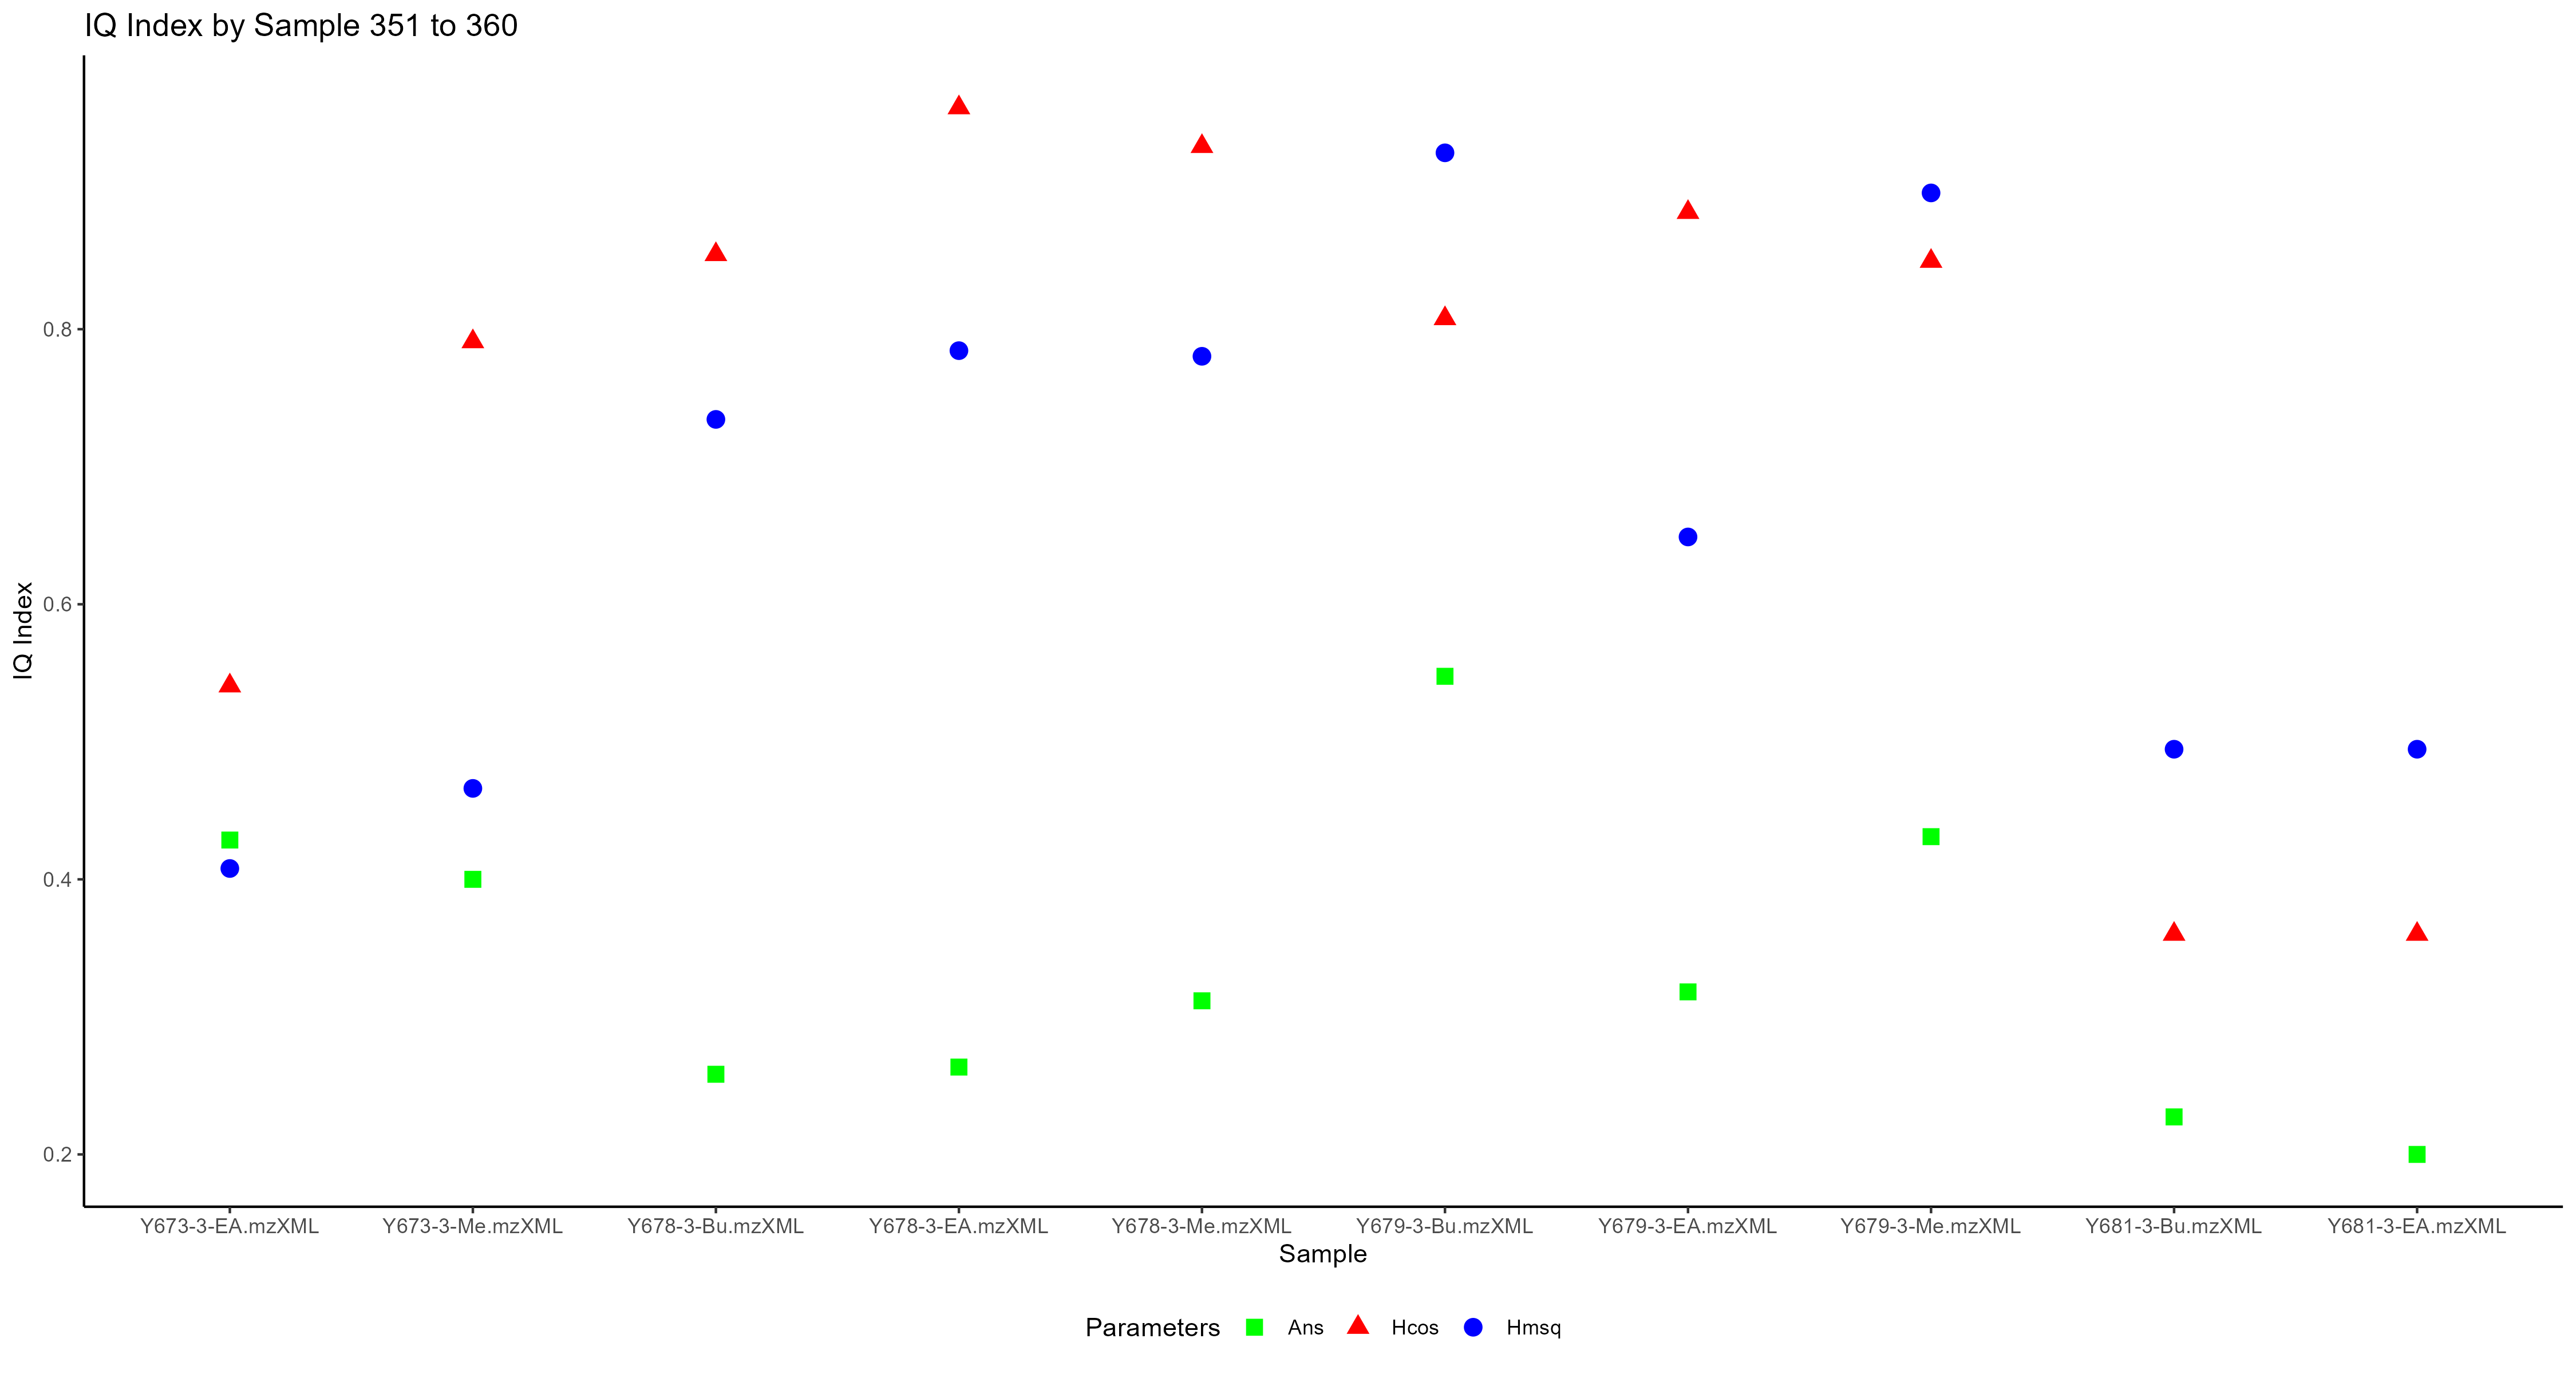 IQ Index by Sample 351 to 360
IQ Index
0.8
0.6
0.4
0.2
Y673-3-EA.mzXML Y673-3-Me.mzXML Y678-3-Bu.mzXML Y678-3-EA.mzXML Y678-3-Me.mzXML Y679-3-Bu.mzXML Y679-3-EA.mzXML Y679-3-Me.mzXML Y681-3-Bu.mzXML Y681-3-EA.mzXML
Sample
Parameters Ans Hcos Hmsq